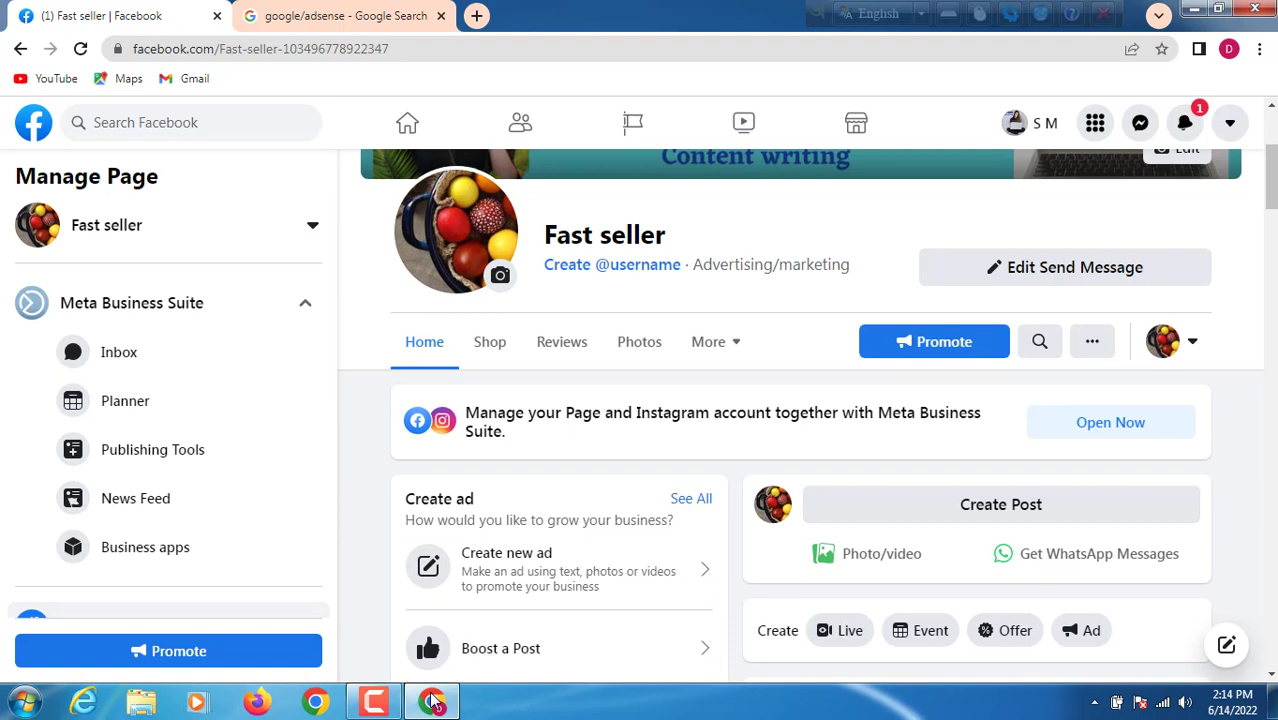 (1) Fast seller | Facebook
google/adsense - Google Search
English
facebook.com/Fast-seller-103496778922347
D
YouTube
Maps
Gmail
Search Facebook
S M
1
Manage Page
Fast seller
Meta Business Suite
Inbox
Planner
Publishing Tools
News Feed
Business apps
Promote
Content writing
Edit
Fast seller
Create @username · Advertising/marketing
Edit Send Message
Home
Shop
Reviews
Photos
More
Promote
Manage your Page and Instagram account together with Meta Business
Suite.
Open Now
Create ad
See All
How would you like to grow your business?
Create new ad
Make an ad using text, photos or videos
to promote your business
Boost a Post
Create Post
Photo/video
Get WhatsApp Messages
Create
Live
Event
Offer
Ad
2:14 PM
6/14/2022